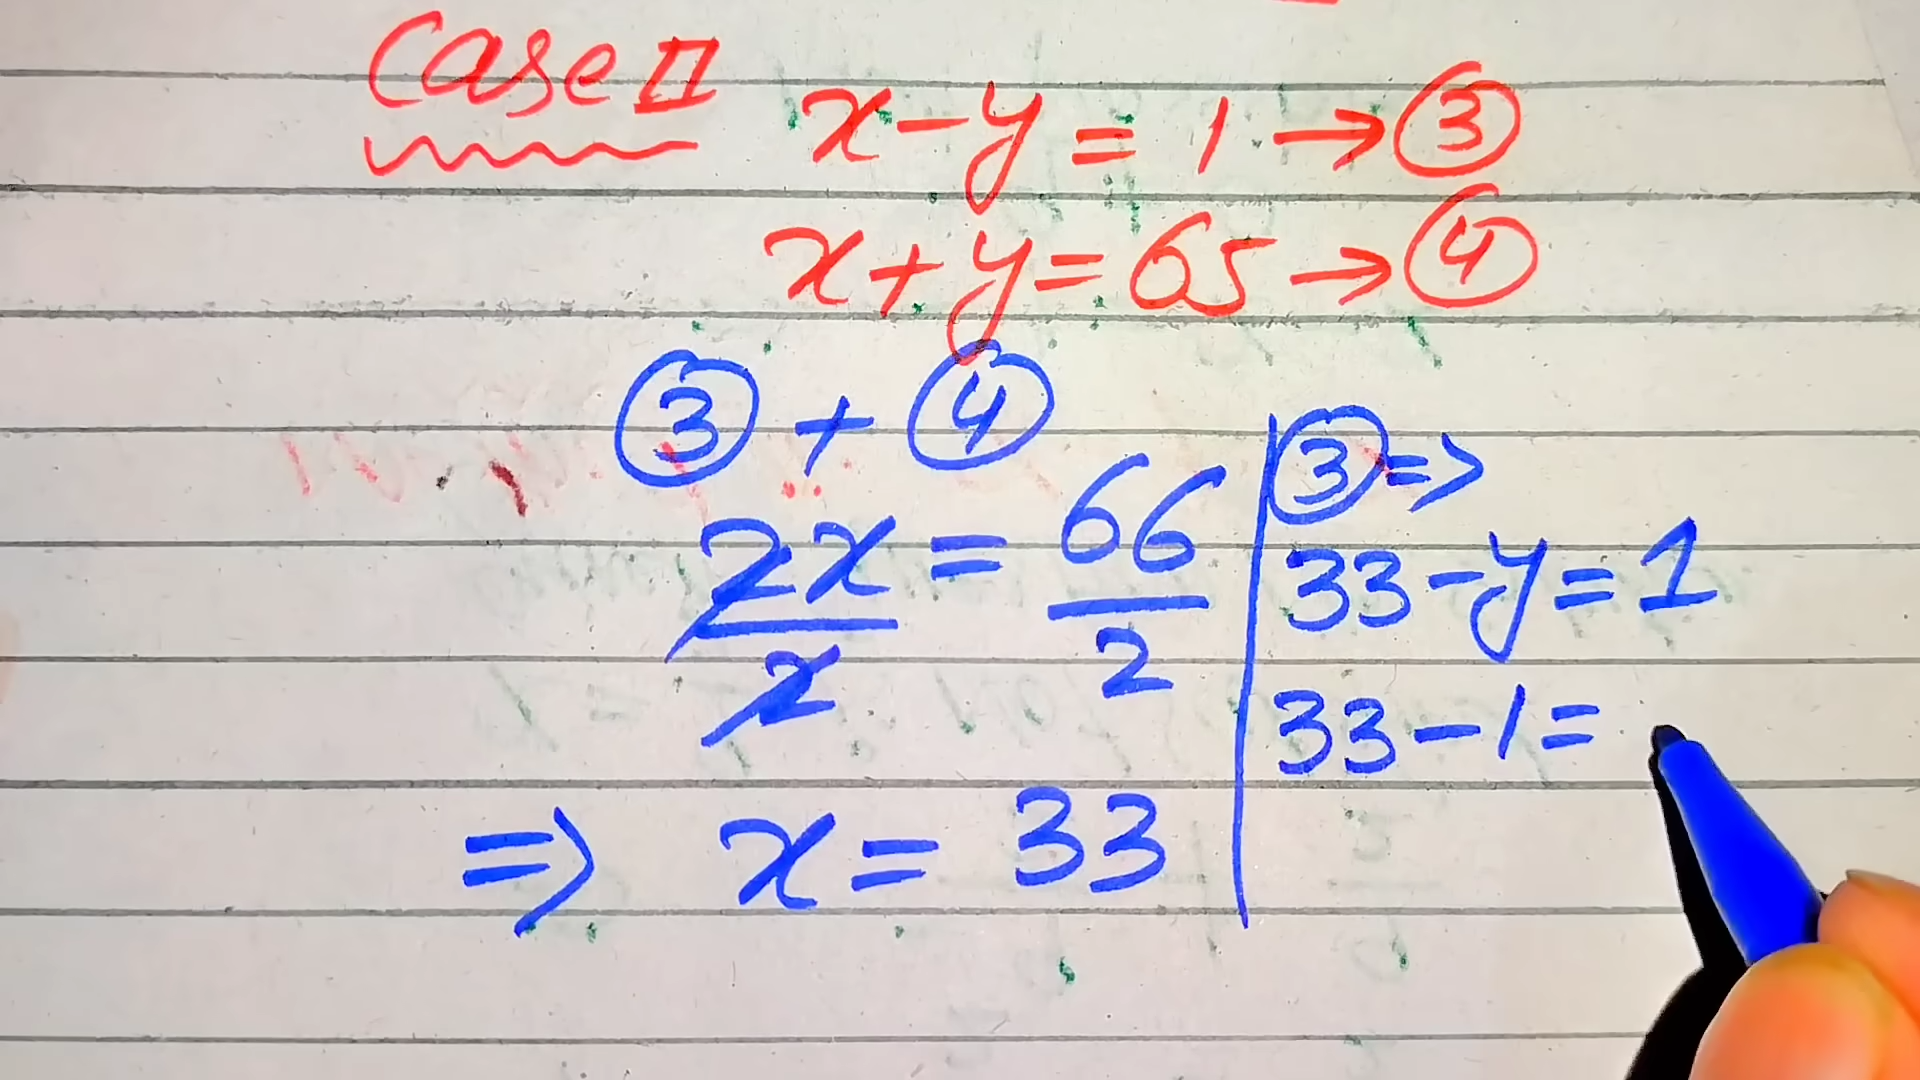 Case II
x - y = 1 → ③
x + y = 65 → ④
③ + ④
2x/2 = 66/2
⇒ x = 33
③ =>
33 - y = 1
33 - 1 =